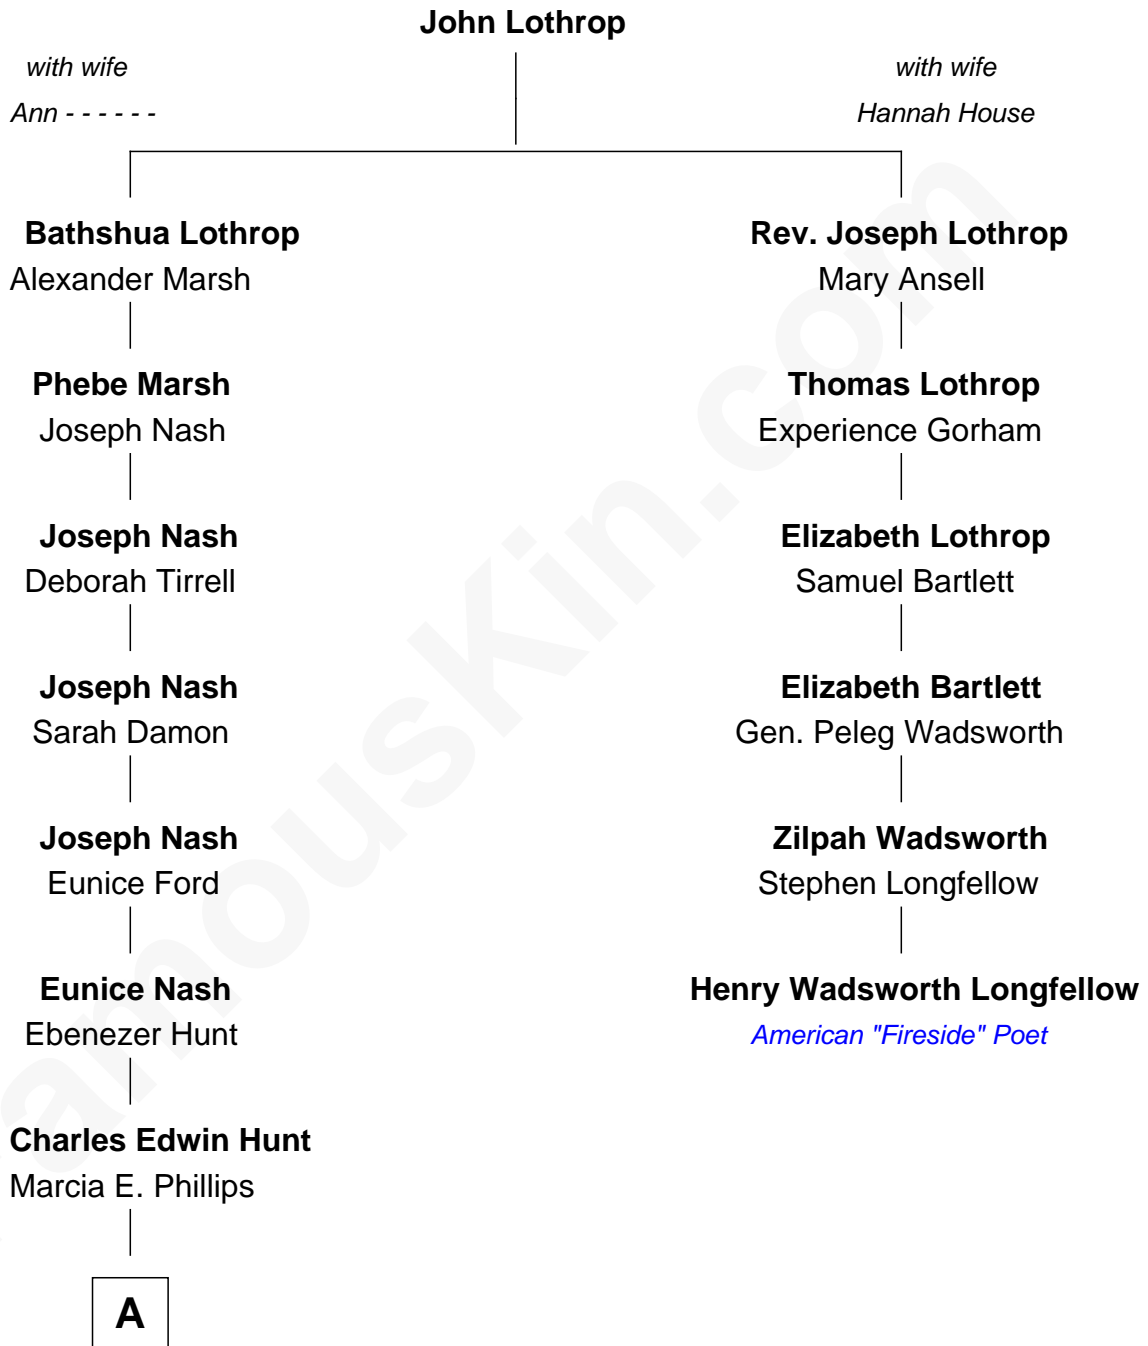 John Lothrop
with wife
with wife
Ann - - - - - -
Hannah House
Bathshua Lothrop
Rev. Joseph Lothrop
Alexander Marsh
Mary Ansell
Phebe Marsh
Thomas Lothrop
Joseph Nash
Experience Gorham
Joseph Nash
Elizabeth Lothrop
Deborah Tirrell
Samuel Bartlett
Joseph Nash
Elizabeth Bartlett
Sarah Damon
Gen. Peleg Wadsworth
Joseph Nash
Zilpah Wadsworth
Eunice Ford
Stephen Longfellow
Eunice Nash
Henry Wadsworth Longfellow
Ebenezer Hunt
American "Fireside" Poet
Charles Edwin Hunt
Marcia E. Phillips
A
famouskin.com